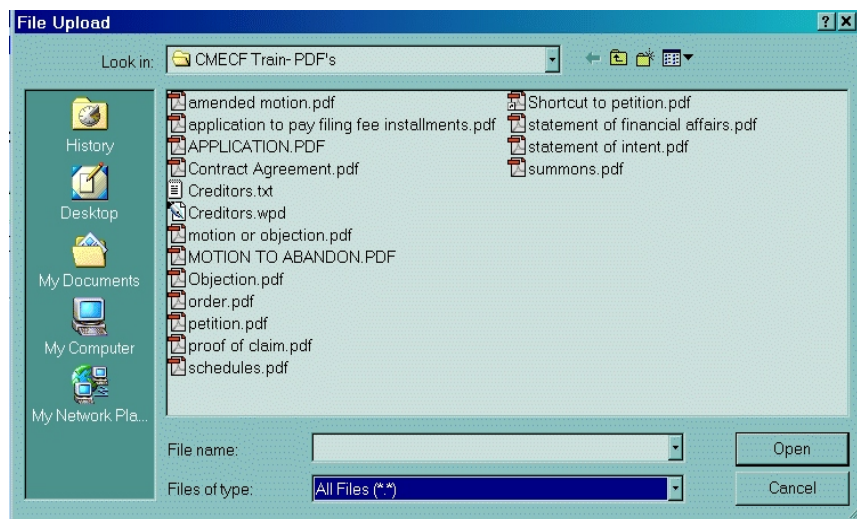 File Upload
Look in: CMECF Train- PDF's
History
Desktop
My Documents
My Computer
My Network Pla...
amended motion.pdf
application to pay filing fee installments.pdf
APPLICATION.PDF
Contract Agreement.pdf
Creditors.txt
Creditors.wpd
motion or objection.pdf
MOTION TO ABANDON.PDF
Objection.pdf
order.pdf
petition.pdf
proof of claim.pdf
schedules.pdf
Shortcut to petition.pdf
statement of financial affairs.pdf
statement of intent.pdf
summons.pdf
File name:
Open
Files of type: All Files (*.*)
Cancel